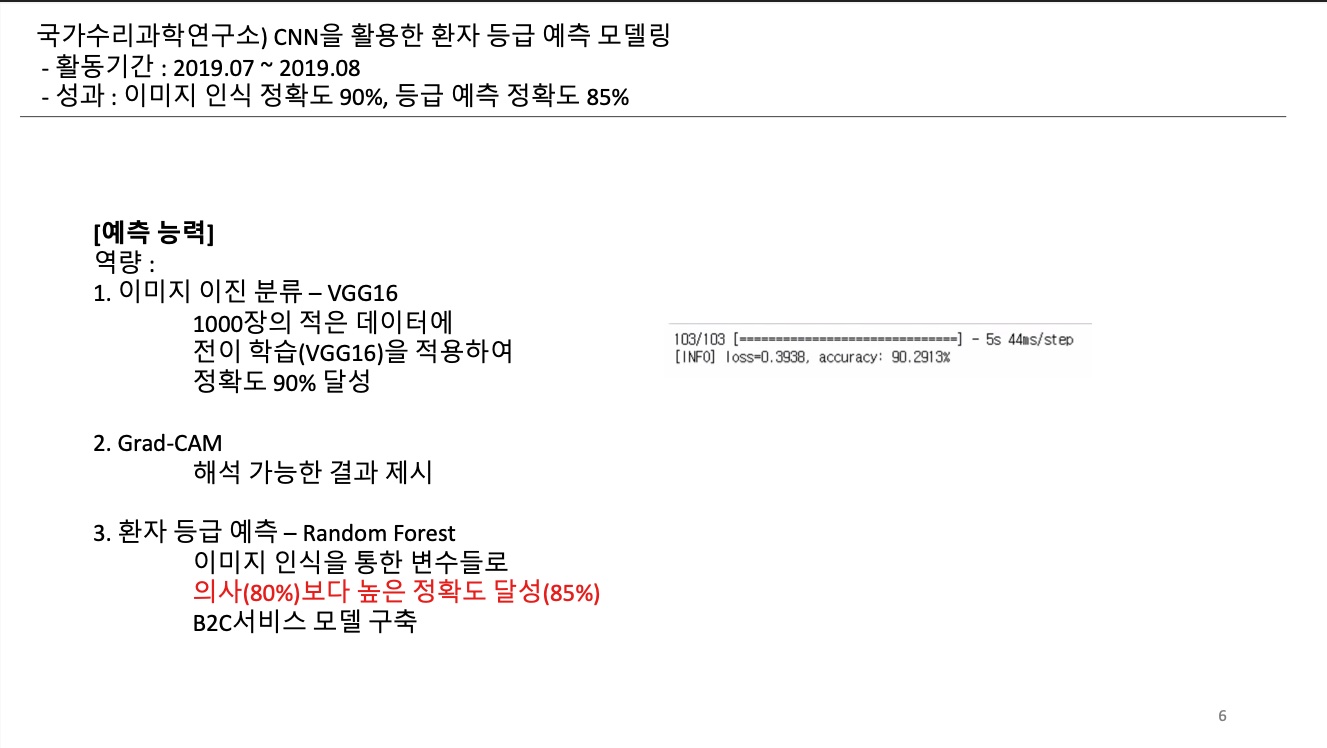 국가수리과학연구소) CNN을 활용한 환자 등급 예측 모델링
- 활동기간 : 2019.07 ~ 2019.08
- 성과 : 이미지 인식 정확도 90%, 등급 예측 정확도 85%
[예측 능력]
역량 :
1. 이미지 이진 분류 – VGG16
1000장의 적은 데이터에
전이 학습(VGG16)을 적용하여
정확도 90% 달성
103/103 [==============================] - 5s 44ms/step
[INFO] loss=0.3938, accuracy: 90.2913%
2. Grad-CAM
해석 가능한 결과 제시
3. 환자 등급 예측 – Random Forest
이미지 인식을 통한 변수들로
의사(80%)보다 높은 정확도 달성(85%)
B2C서비스 모델 구축
6